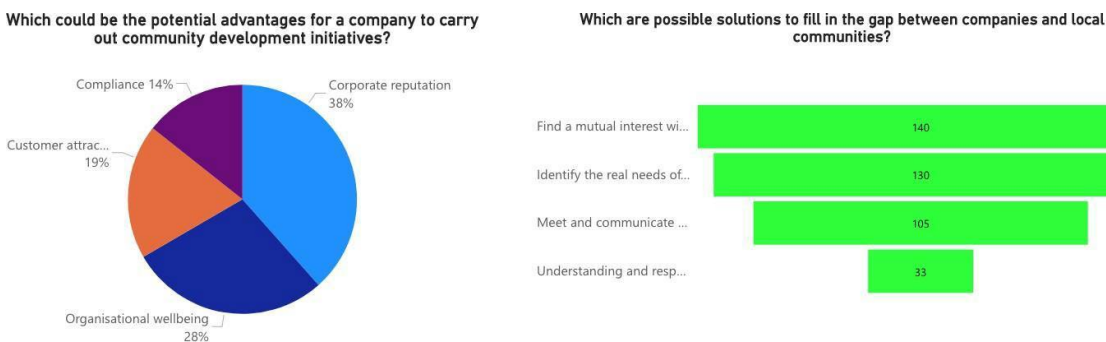 Which could be the potential advantages for a company to carry
out community development initiatives?
Compliance 14%
Corporate reputation
38%
Customer attrac...
19%
Organisational wellbeing
28%
Which are possible solutions to fill in the gap between companies and local
communities?
Find a mutual interest wi...
140
Identify the real needs of...
130
Meet and communicate ...
105
Understanding and resp...
33